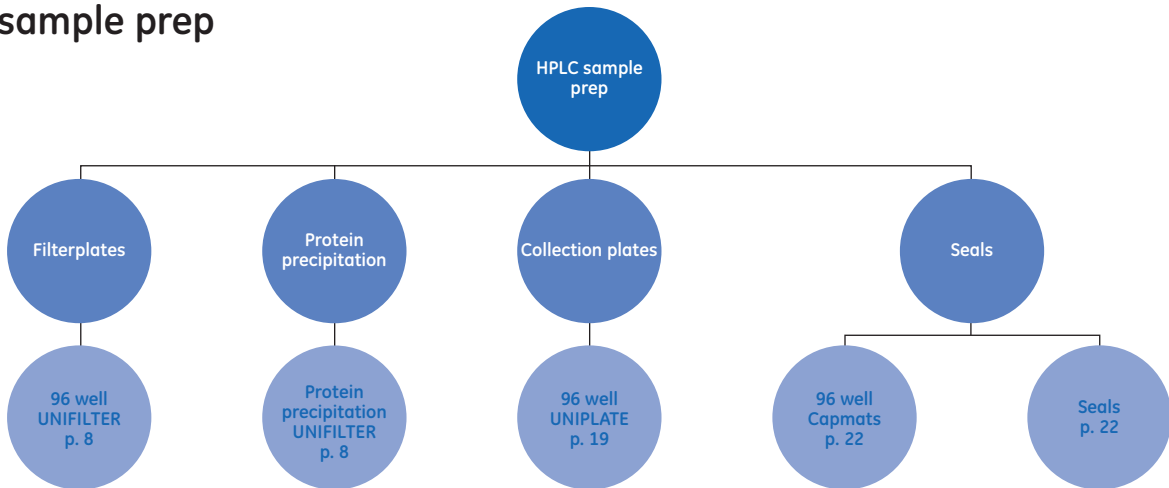 sample prep
HPLC sample
prep
Filterplates
Protein
precipitation
Collection plates
Seals
96 well
UNIFILTER
p. 8
Protein
precipitation
UNIFILTER
p. 8
96 well
UNIPLATE
p. 19
96 well
Capmats
p. 22
Seals
p. 22